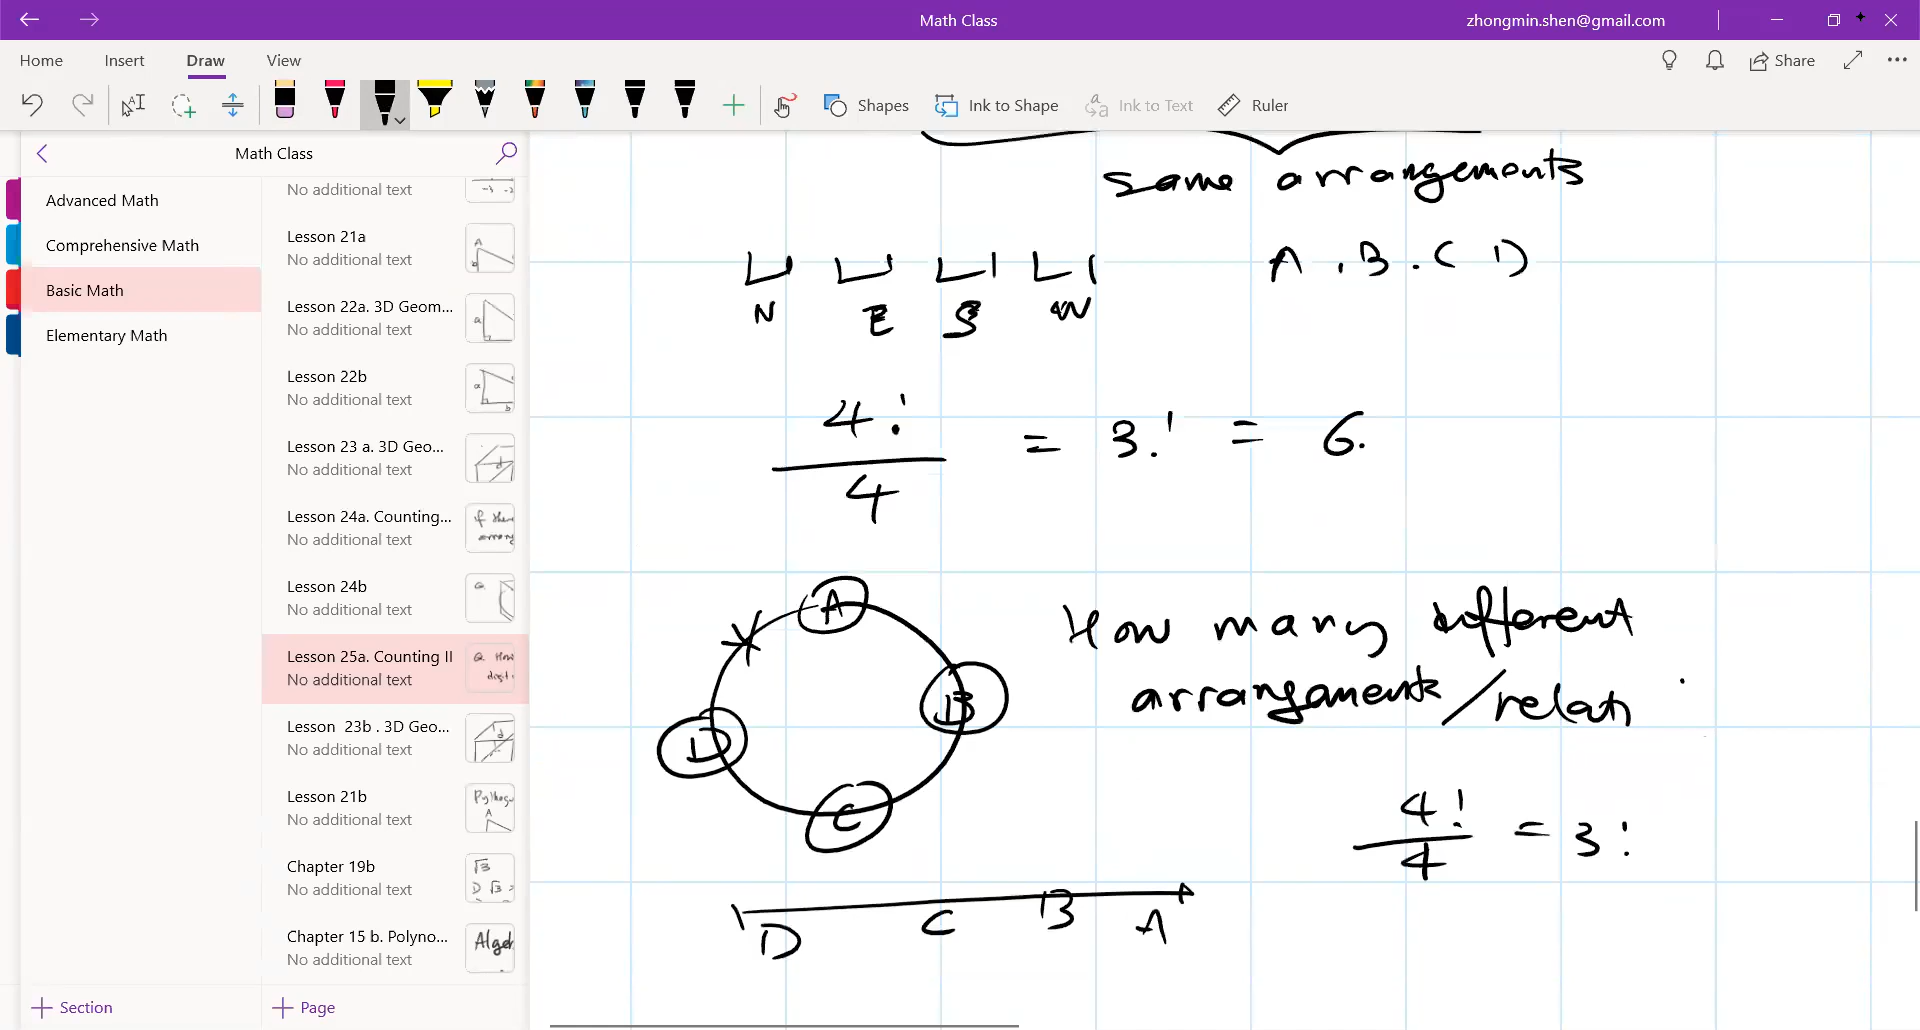 Math Class
zhongmin.shen@gmail.com
Home Insert Draw View
Share
Shapes Ink to Shape Ink to Text Ruler
Math Class
Advanced Math
Comprehensive Math
Basic Math
Elementary Math
No additional text
Lesson 21a
No additional text
Lesson 22a. 3D Geom...
No additional text
Lesson 22b
No additional text
Lesson 23 a. 3D Geo...
No additional text
Lesson 24a. Counting...
No additional text
Lesson 24b
No additional text
Lesson 25a. Counting II
No additional text
Lesson 23b . 3D Geo...
No additional text
Lesson 21b
No additional text
Chapter 19b
No additional text
Chapter 15 b. Polyno...
No additional text
Section
Page
same arrangements
A . B . C D
N E S W
4! / 4 = 3! = 6.
A
B
D
C
How many different
arrangements / relati
4! / 4 = 3!
D C B A